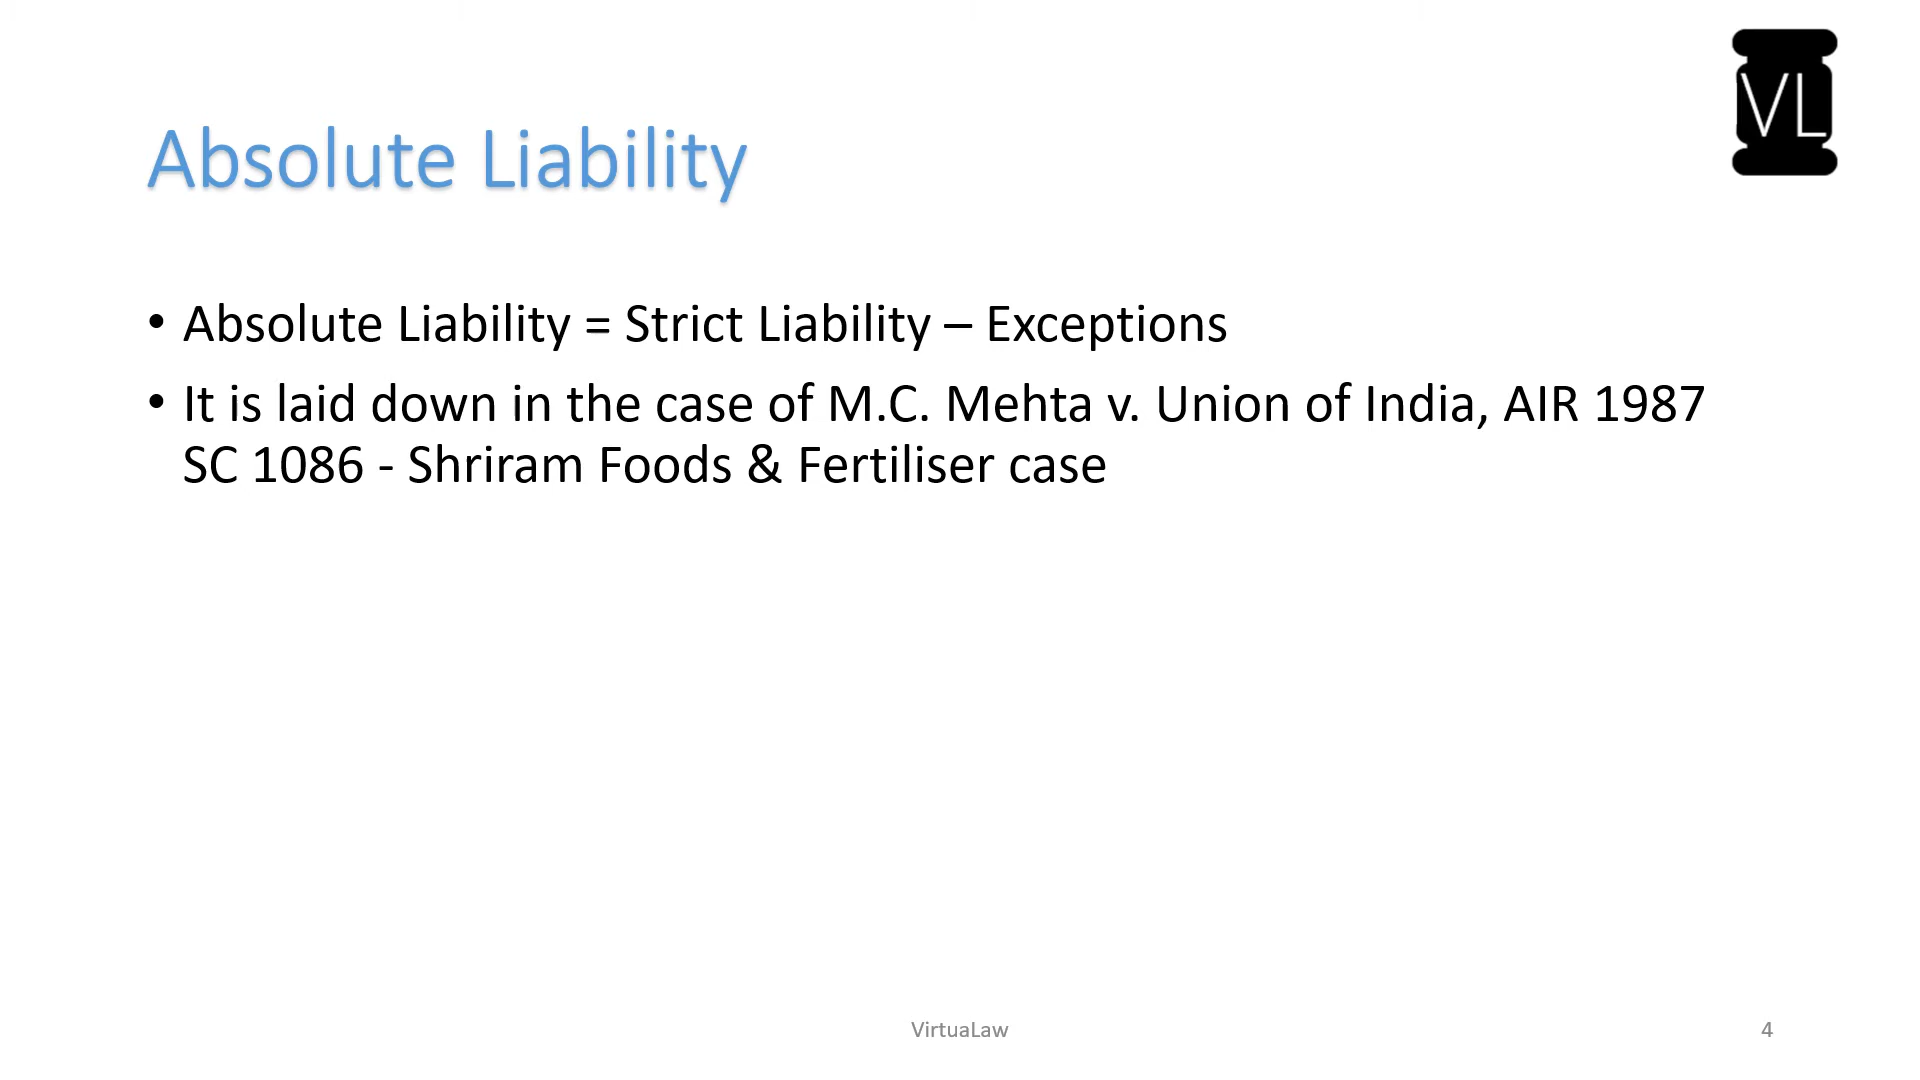 VL
Absolute Liability
• Absolute Liability = Strict Liability – Exceptions
• It is laid down in the case of M.C. Mehta v. Union of India, AIR 1987
SC 1086 - Shriram Foods & Fertiliser case
VirtuaLaw
4